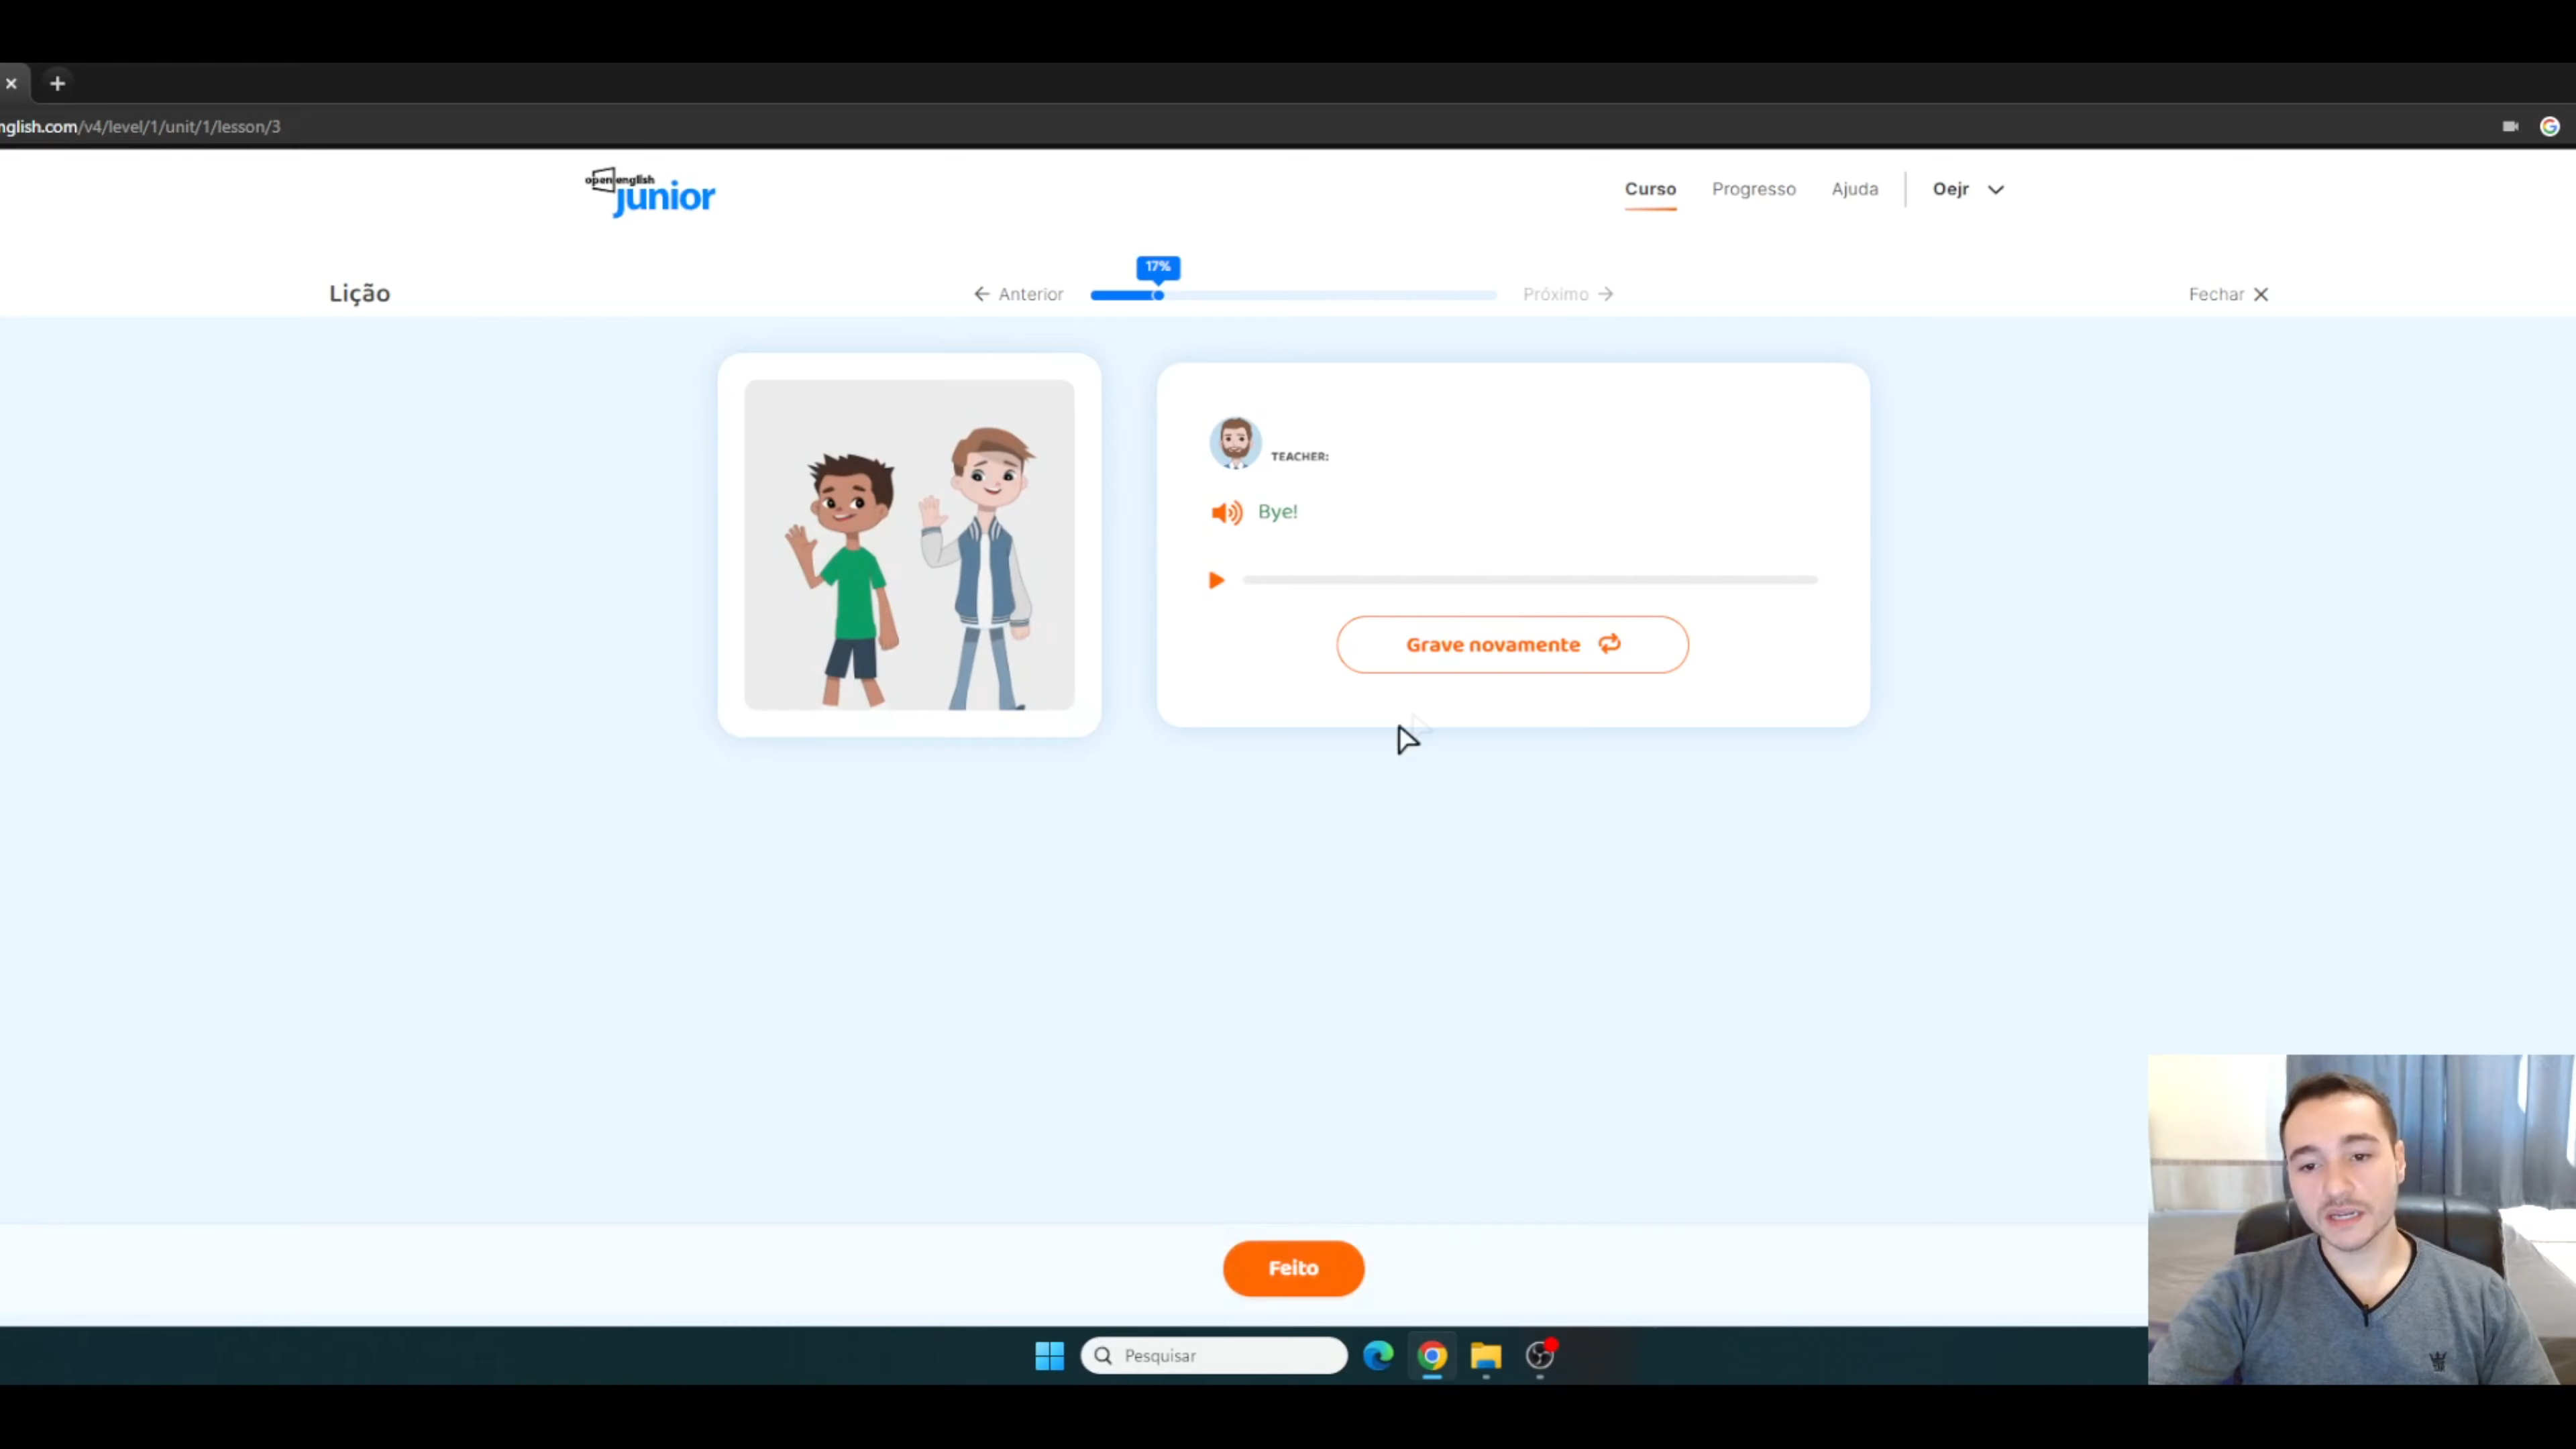 nglish.com/v4/level/1/unit/1/lesson/3
open english
junior
Curso Progresso Ajuda Oejr
17%
Lição Anterior Próximo Fechar
TEACHER:
Bye!
Grave novamente
Feito
Pesquisar